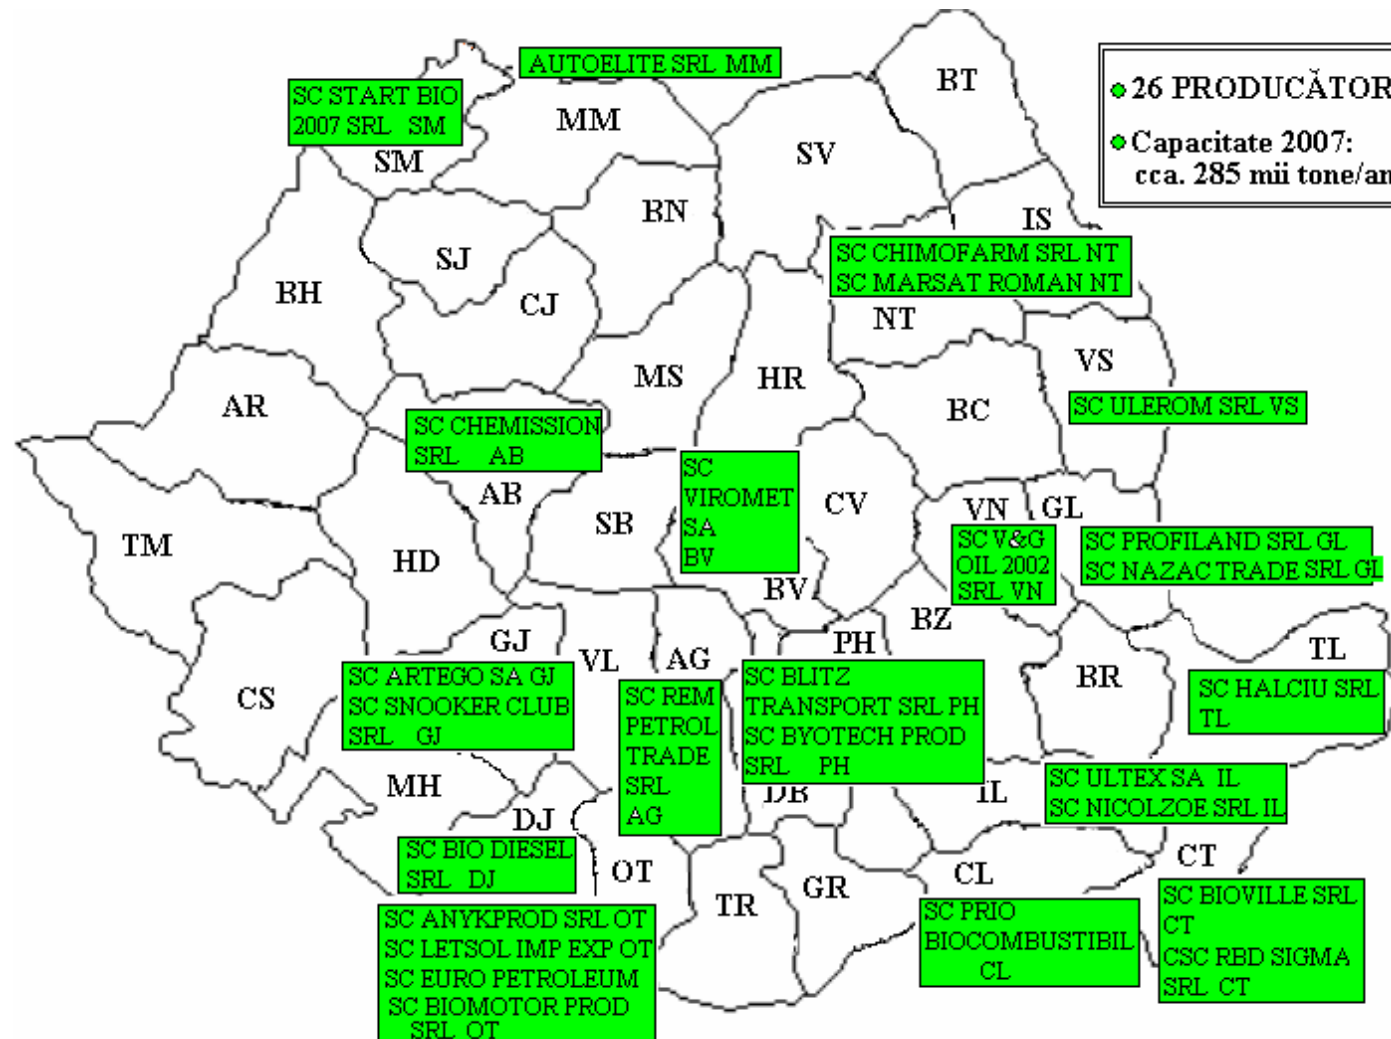 AUTOELITE SRL MM
SC START BIO
2007 SRL SM
BT
• 26 PRODUCĂTOR
• Capacitate 2007:
cca. 285 mii tone/an
MM
SM
SV
BN
IS
SJ
SC CHIMOFARM SRL NT
SC MARSAT ROMAN NT
BH
CJ
NT
VS
MS
HR
AR
BC
SC ULEROM SRL VS
SC CHEMISSION
SRL AB
SC
VIROMET
SA
BV
AB
SB
CV
VN
GL
TM
HD
SC V&G
OIL 2002
SRL VN
SC PROFILAND SRL GL
SC NAZAC TRADE SRL GL
BV
BZ
GJ
VL
AG
PH
TL
CS
BR
SC ARTEGO SA GJ
SC SNOOKER CLUB
SRL GJ
SC REM
PETROL
TRADE
SRL
AG
SC BLITZ
TRANSPORT SRL PH
SC BYOTECH PROD
SRL PH
SC HALCIU SRL
TL
MH
DB
IL
SC ULTEX SA IL
SC NICOLZOE SRL IL
DJ
SC BIO DIESEL
SRL DJ
OT
TR
GR
CL
CT
SC ANYKPROD SRL OT
SC LETSOL IMP EXP OT
SC EURO PETROLEUM
SC BIOMOTOR PROD
SRL OT
SC PRIO
BIOCOMBUSTIBIL
CL
SC BIOVILLE SRL
CT
CSC RBD SIGMA
SRL CT